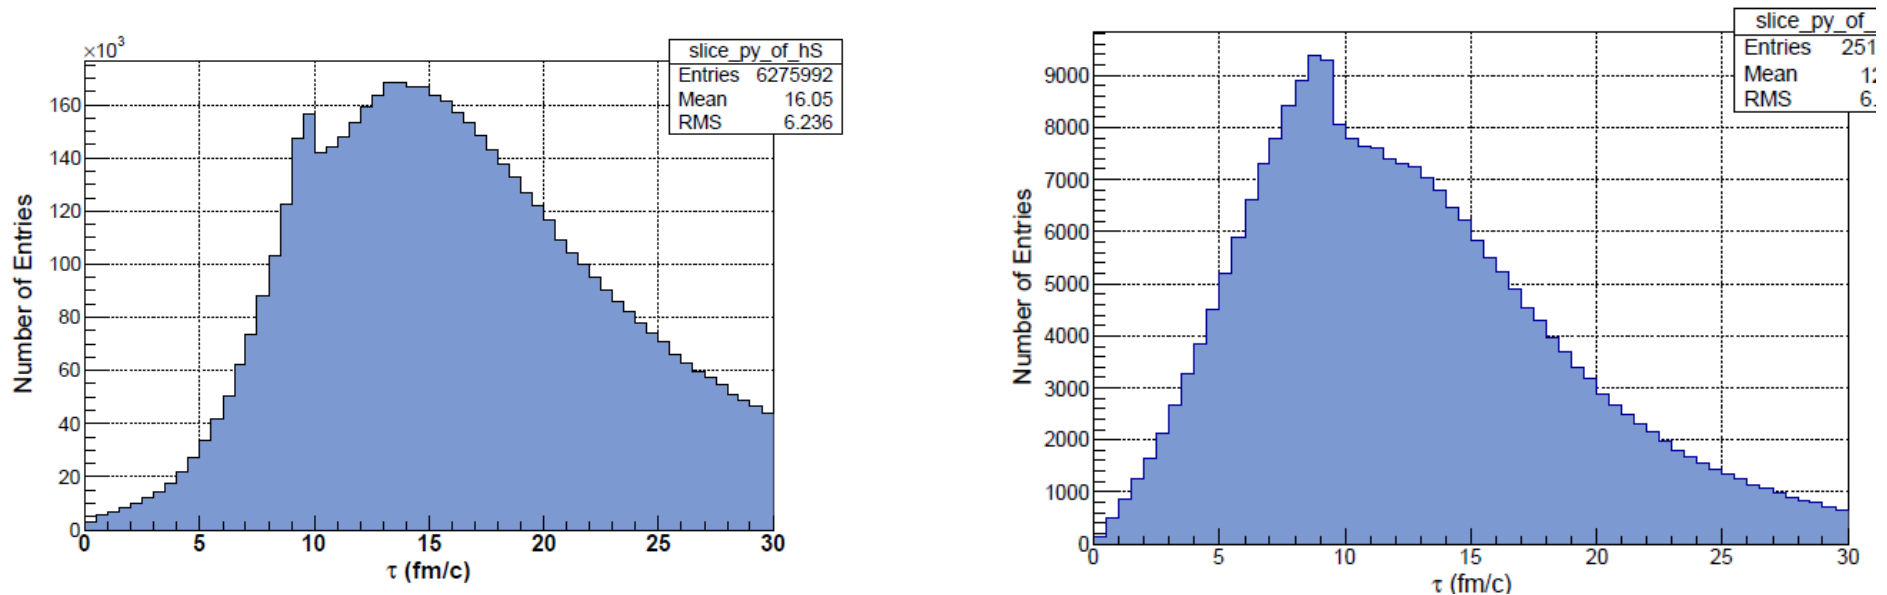 ×10³
slice_py_of_hS
Entries 6275992
Mean 16.05
RMS 6.236
160
140
120
100
80
60
40
20
0
Number of Entries
0 5 10 15 20 25 30
τ (fm/c)
slice_py_of_
Entries 251
Mean 12
RMS 6.
9000
8000
7000
6000
5000
4000
3000
2000
1000
0
Number of Entries
0 5 10 15 20 25 30
τ (fm/c)